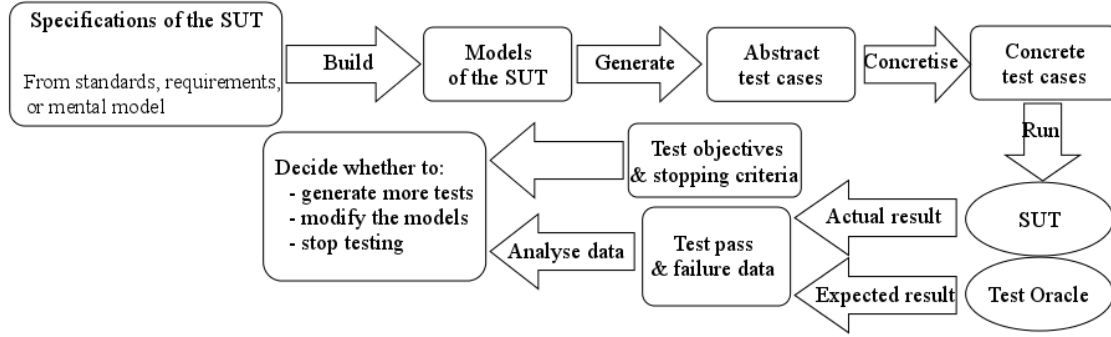 Specifications of the SUT
From standards, requirements,
or mental model
Build
Models
of the SUT
Generate
Abstract
test cases
Concretise
Concrete
test cases
Run
Decide whether to:
- generate more tests
- modify the models
- stop testing
Test objectives
& stopping criteria
Analyse data
Test pass
& failure data
Actual result
SUT
Expected result
Test Oracle